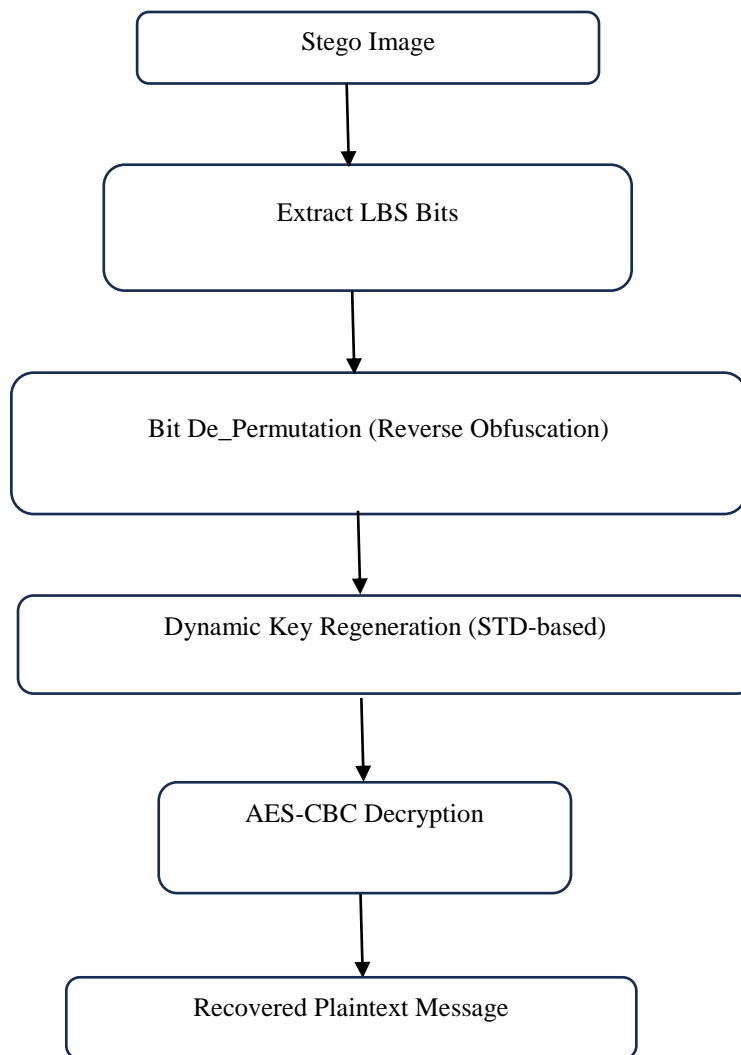 Stego Image
Extract LBS Bits
Bit De_Permutation (Reverse Obfuscation)
Dynamic Key Regeneration (STD-based)
AES-CBC Decryption
Recovered Plaintext Message